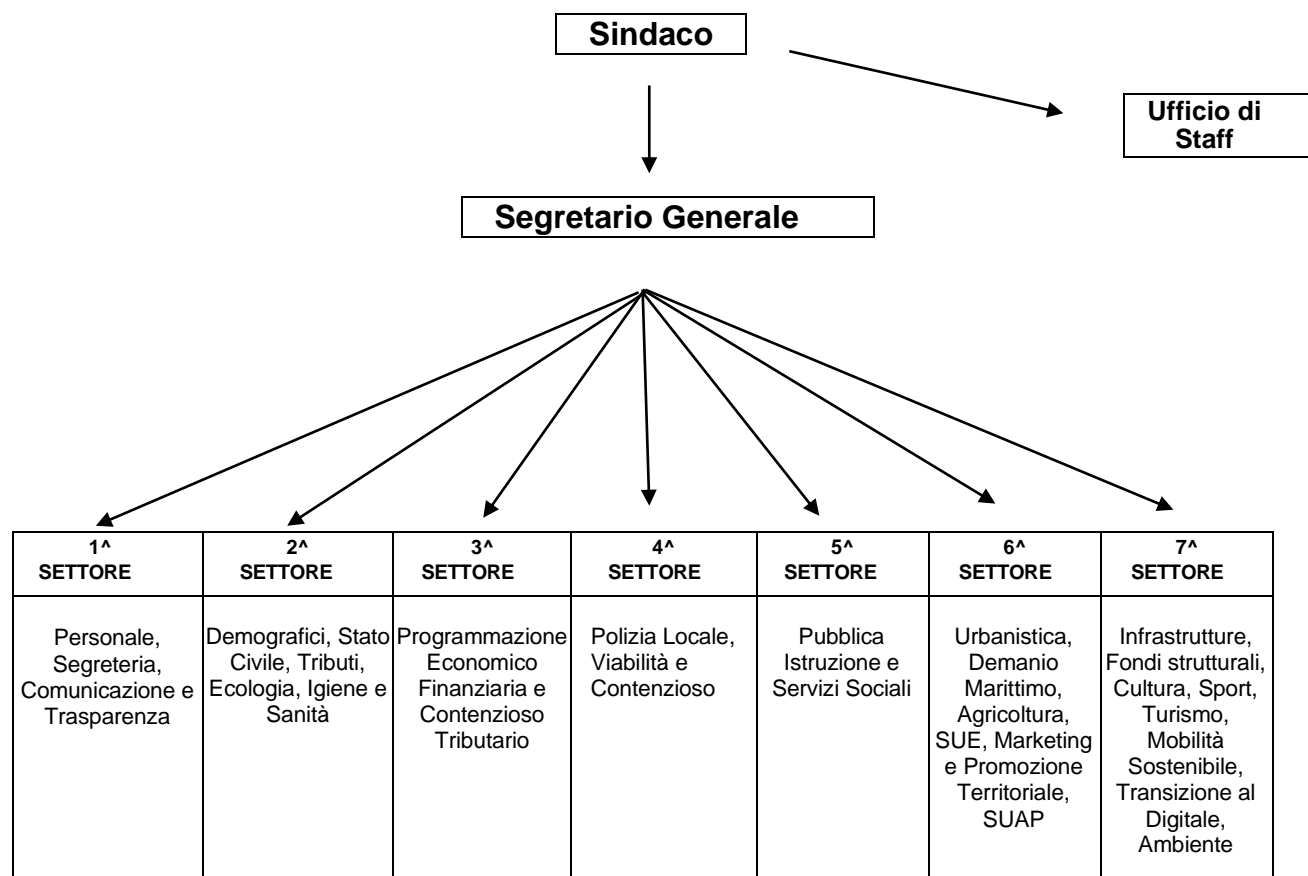 Sindaco
Ufficio di
Staff
Segretario Generale
1^
SETTORE
2^
SETTORE
3^
SETTORE
4^
SETTORE
5^
SETTORE
6^
SETTORE
7^
SETTORE
Personale,
Segreteria,
Comunicazione e
Trasparenza
Demografici, Stato
Civile, Tributi,
Ecologia, Igiene e
Sanità
Programmazione
Economico
Finanziaria e
Contenzioso
Tributario
Polizia Locale,
Viabilità e
Contenzioso
Pubblica
Istruzione e
Servizi Sociali
Urbanistica,
Demanio
Marittimo,
Agricoltura,
SUE, Marketing
e Promozione
Territoriale,
SUAP
Infrastrutture,
Fondi strutturali,
Cultura, Sport,
Turismo,
Mobilità
Sostenibile,
Transizione al
Digitale,
Ambiente